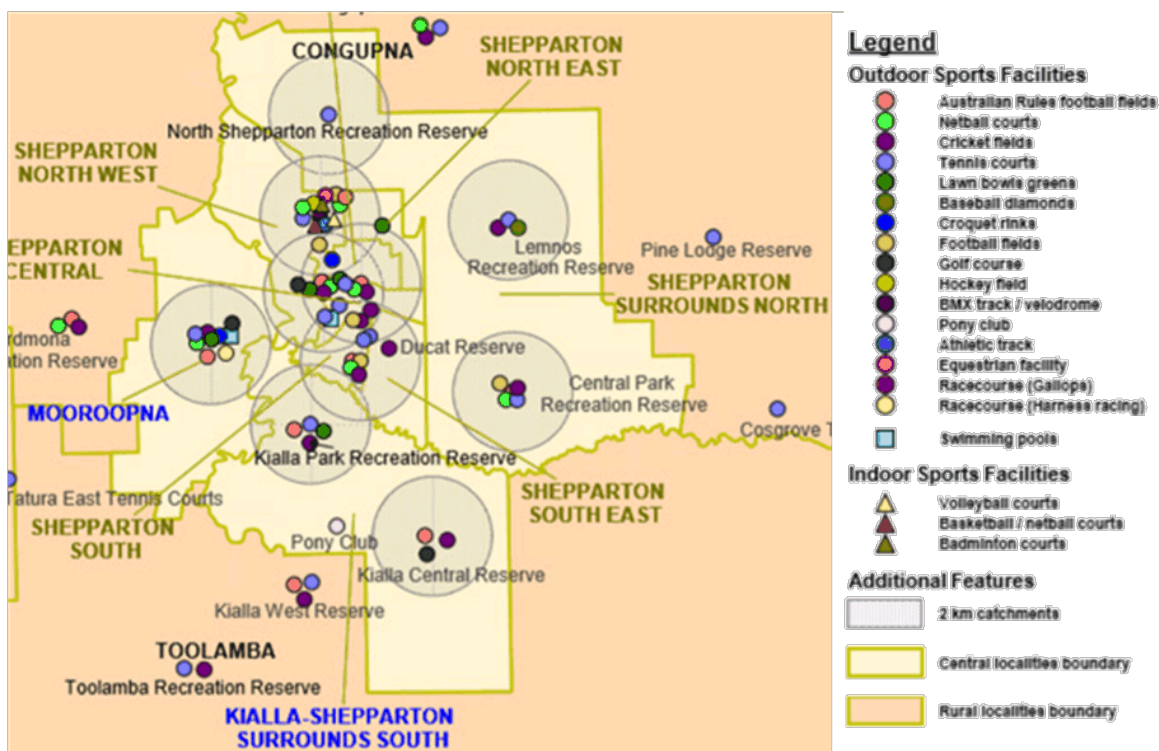 CONGUPNA
SHEPPARTON
NORTH EAST
North Shepparton Recreation Reserve
SHEPPARTON
NORTH WEST
Lemnos
Recreation Reserve
Pine Lodge Reserve
EPPARTON
CENTRAL
SHEPPARTON
SURROUNDS NORTH
rdmona
ation Reserve
Ducat Reserve
Central Park
Recreation Reserve
MOOROOPNA
Cosgrove T
Kialla Park Recreation Reserve
Tatura East Tennis Courts
SHEPPARTON
SOUTH
SHEPPARTON
SOUTH EAST
Pony Club
Kialla Central Reserve
Kialla West Reserve
TOOLAMBA
Toolamba Recreation Reserve
KIALLA-SHEPPARTON
SURROUNDS SOUTH
Legend
Outdoor Sports Facilities
Australian Rules football fields
Netball courts
Cricket fields
Tennis courts
Lawn bowls greens
Baseball diamonds
Croquet rinks
Football fields
Golf course
Hockey field
BMX track / velodrome
Pony club
Athletic track
Equestrian facility
Racecourse (Gallops)
Racecourse (Harness racing)
Swimming pools
Indoor Sports Facilities
Volleyball courts
Basketball / netball courts
Badminton courts
Additional Features
2 km catchments
Central localities boundary
Rural localities boundary